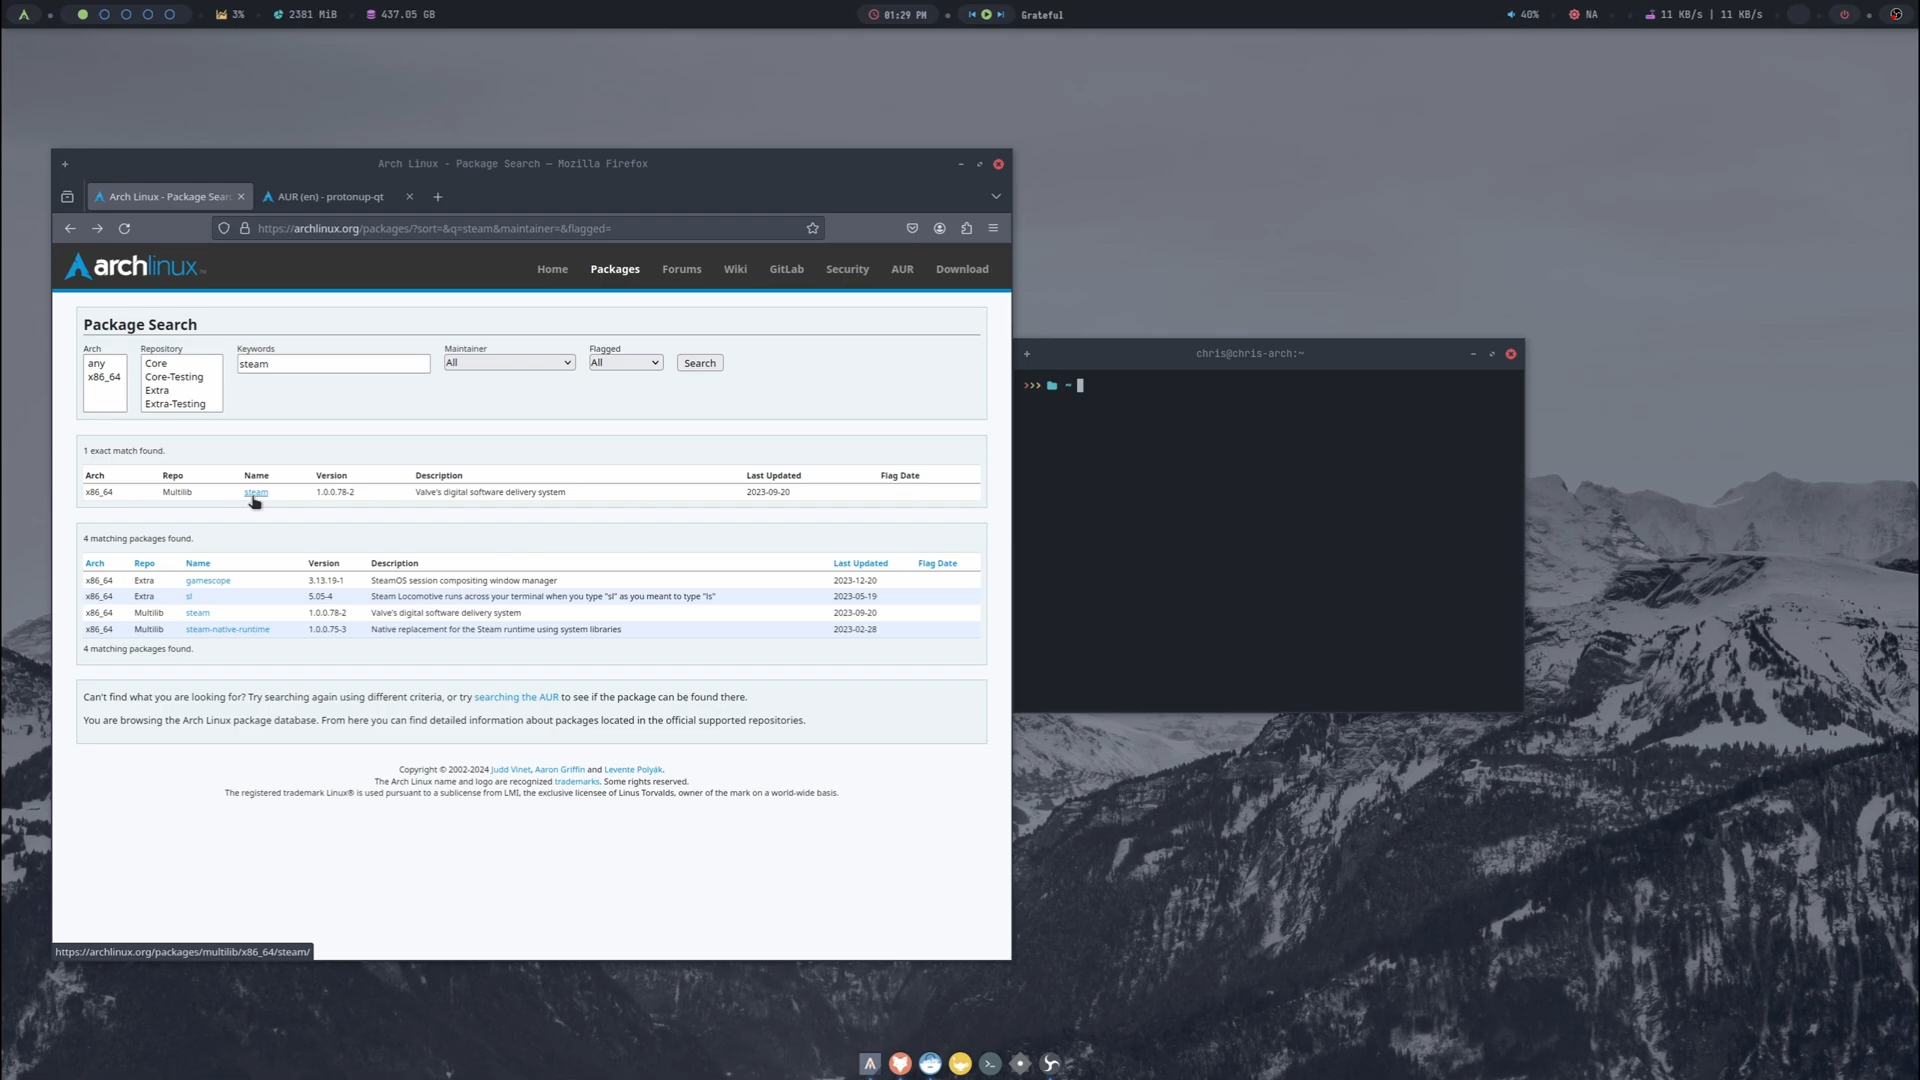 3% 2381 MiB 437.05 GB 01:29 PM Grateful 40% NA 11 KB/s | 11 KB/s
Arch Linux - Package Search — Mozilla Firefox
Arch Linux - Package Sear AUR (en) - protonup-qt
https://archlinux.org/packages/?sort=&q=steam&maintainer=&flagged=
archlinux Home Packages Forums Wiki GitLab Security AUR Download
Package Search
Arch Repository Keywords Maintainer Flagged
any Core steam All All Search
x86_64 Core-Testing
Extra
Extra-Testing
1 exact match found.
Arch Repo Name Version Description Last Updated Flag Date
x86_64 Multilib steam 1.0.0.78-2 Valve's digital software delivery system 2023-09-20
4 matching packages found.
Arch Repo Name Version Description Last Updated Flag Date
x86_64 Extra gamescope 3.13.19-1 SteamOS session compositing window manager 2023-12-20
x86_64 Extra sl 5.05-4 Steam Locomotive runs across your terminal when you type "sl" as you meant to type "ls" 2023-05-19
x86_64 Multilib steam 1.0.0.78-2 Valve's digital software delivery system 2023-09-20
x86_64 Multilib steam-native-runtime 1.0.0.75-3 Native replacement for the Steam runtime using system libraries 2023-02-28
4 matching packages found.
Can't find what you are looking for? Try searching again using different criteria, or try searching the AUR to see if the package can be found there.
You are browsing the Arch Linux package database. From here you can find detailed information about packages located in the official supported repositories.
Copyright © 2002-2024 Judd Vinet, Aaron Griffin and Levente Polyák.
The Arch Linux name and logo are recognized trademarks. Some rights reserved.
The registered trademark Linux® is used pursuant to a sublicense from LMI, the exclusive licensee of Linus Torvalds, owner of the mark on a world-wide basis.
https://archlinux.org/packages/multilib/x86_64/steam/
chris@chris-arch:~
>>> ~